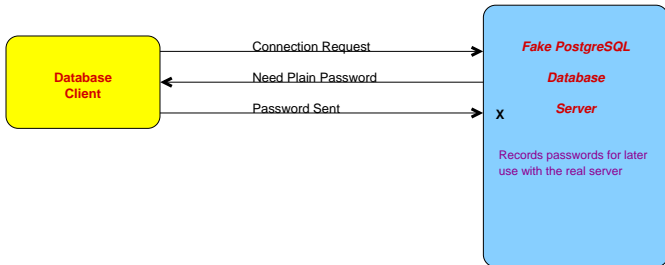 Connection Request
Fake PostgreSQL
Database
Client
Need Plain Password
Database
Password Sent
Server
X
Records passwords for later
use with the real server